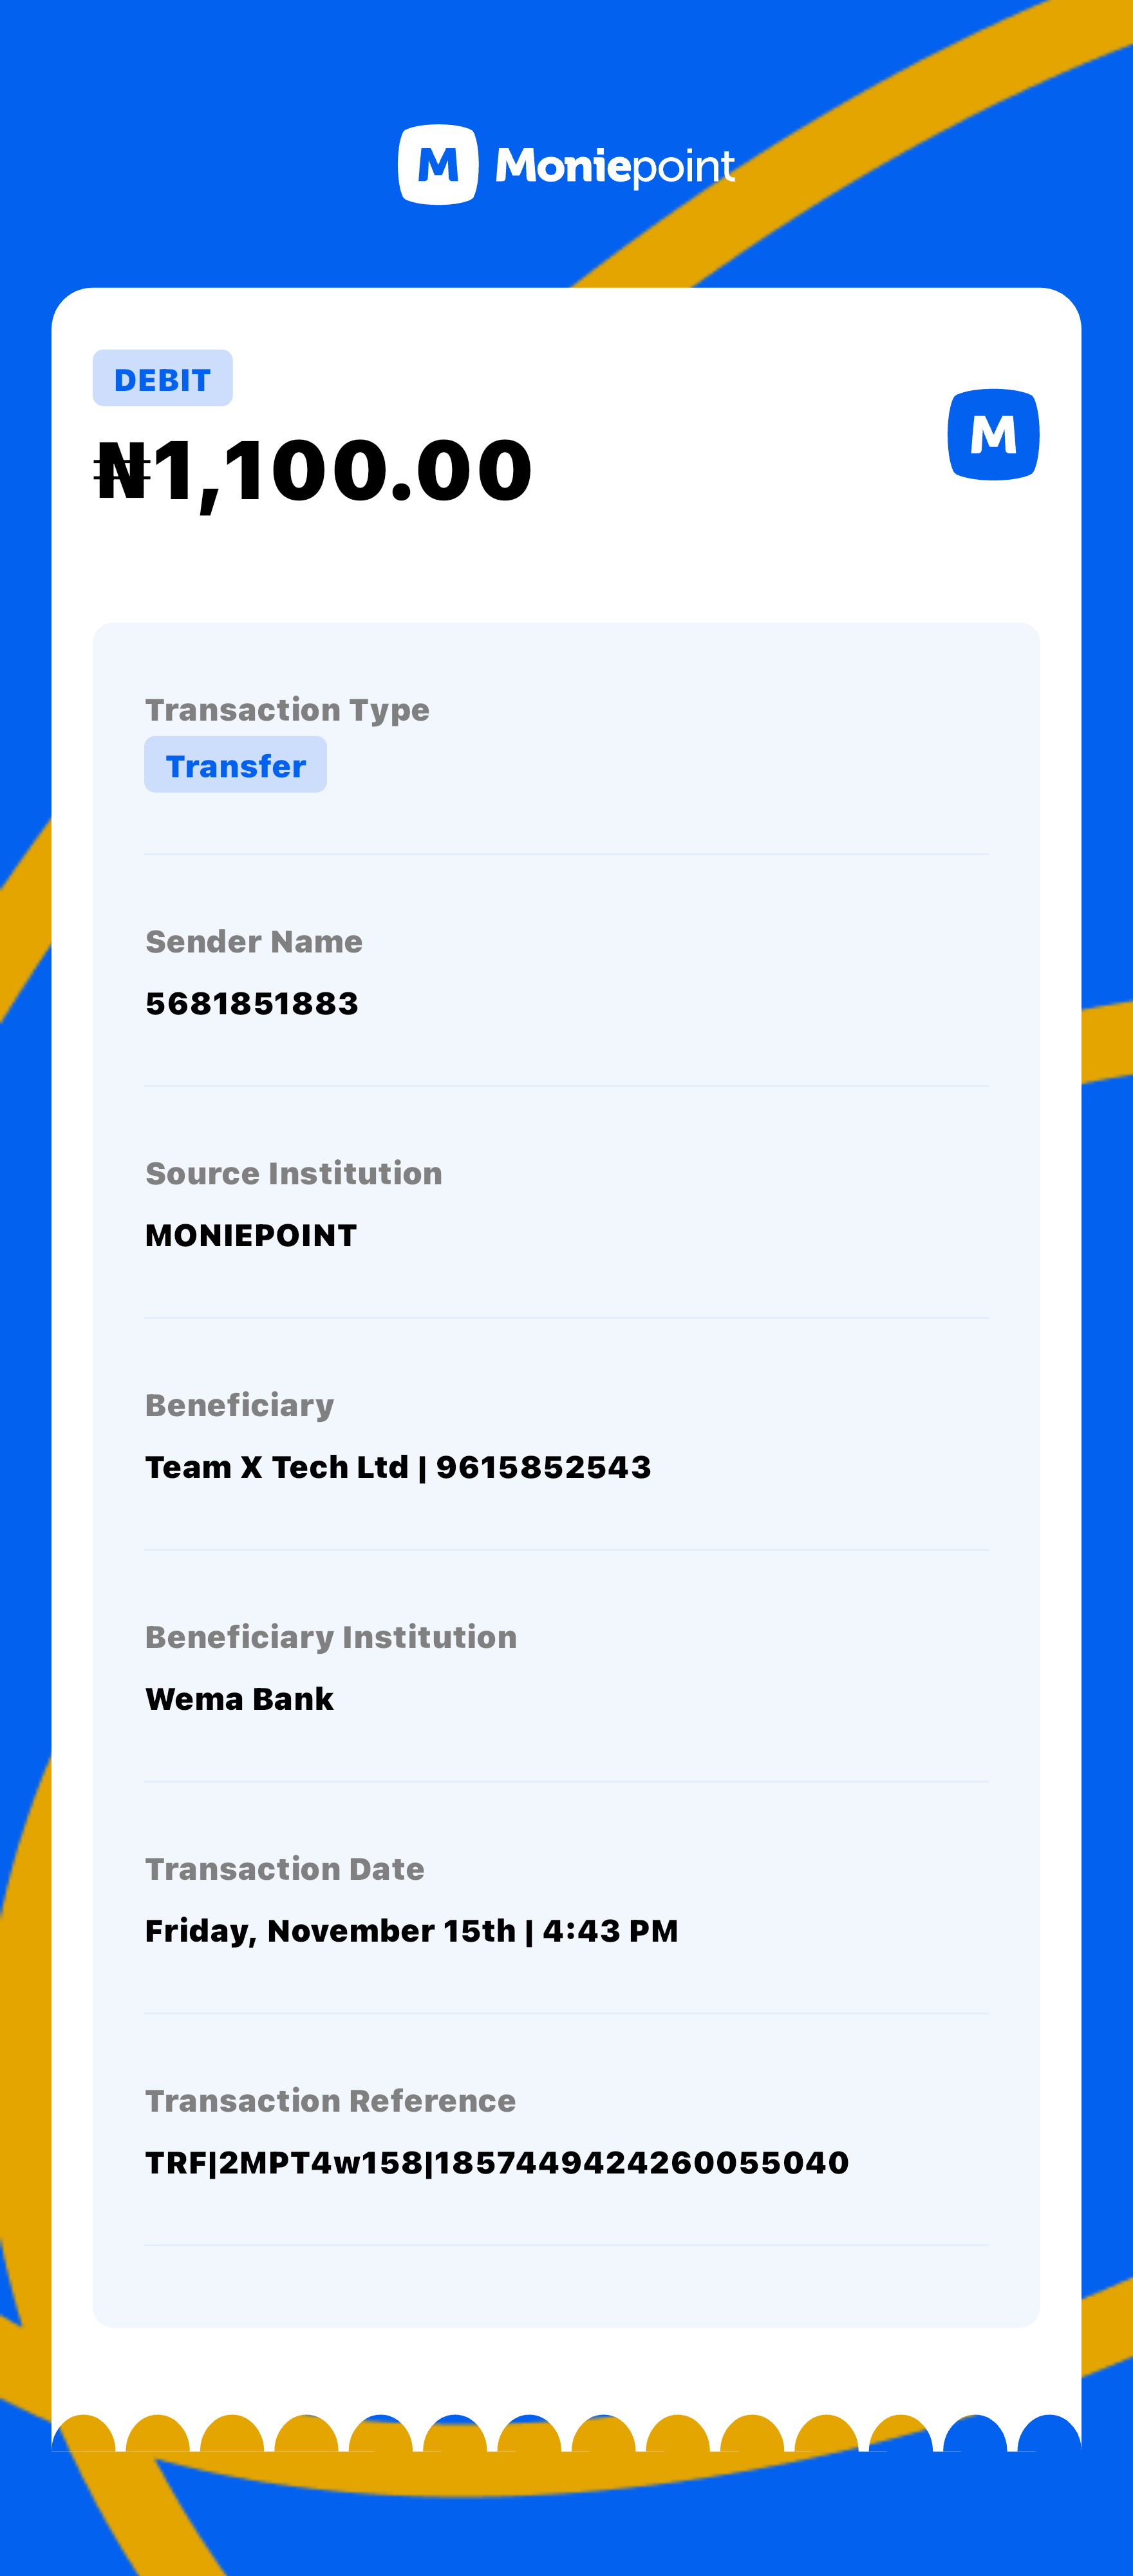 M Moniepoint
DEBIT
₦1,100.00
M
Transaction Type
Transfer
Sender Name
5681851883
Source Institution
MONIEPOINT
Beneficiary
Team X Tech Ltd | 9615852543
Beneficiary Institution
Wema Bank
Transaction Date
Friday, November 15th | 4:43 PM
Transaction Reference
TRF|2MPT4w158|1857449424260055040